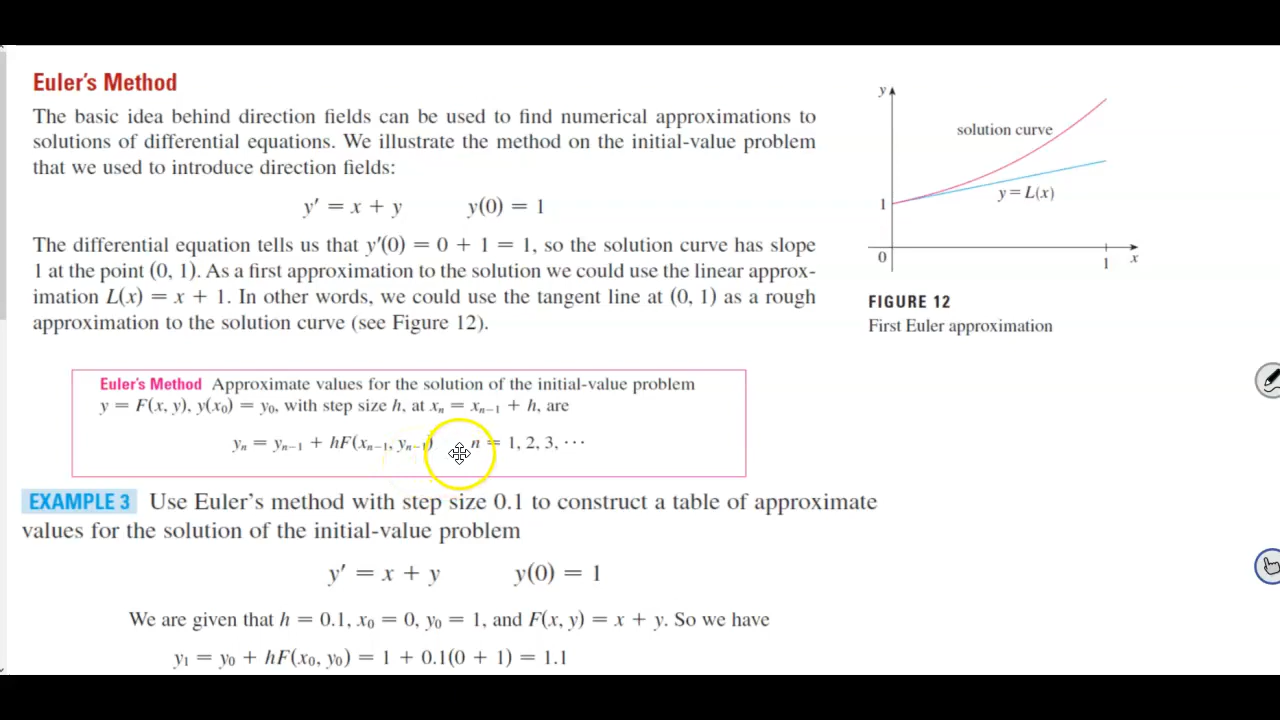 Euler's Method
The basic idea behind direction fields can be used to find numerical approximations to
solutions of differential equations. We illustrate the method on the initial-value problem
that we used to introduce direction fields:
y′ = x + y y(0) = 1
The differential equation tells us that y′(0) = 0 + 1 = 1, so the solution curve has slope
1 at the point (0, 1). As a first approximation to the solution we could use the linear approx-
imation L(x) = x + 1. In other words, we could use the tangent line at (0, 1) as a rough
approximation to the solution curve (see Figure 12).
y
solution curve
y = L(x)
1
0
1
x
FIGURE 12
First Euler approximation
Euler's Method Approximate values for the solution of the initial-value problem
y = F(x, y), y(x₀) = y₀, with step size h, at xₙ = xₙ₋₁ + h, are
yₙ = yₙ₋₁ + hF(xₙ₋₁, yₙ₋₁) n = 1, 2, 3, ⋯
EXAMPLE 3 Use Euler's method with step size 0.1 to construct a table of approximate
values for the solution of the initial-value problem
y′ = x + y y(0) = 1
We are given that h = 0.1, x₀ = 0, y₀ = 1, and F(x, y) = x + y. So we have
y₁ = y₀ + hF(x₀, y₀) = 1 + 0.1(0 + 1) = 1.1